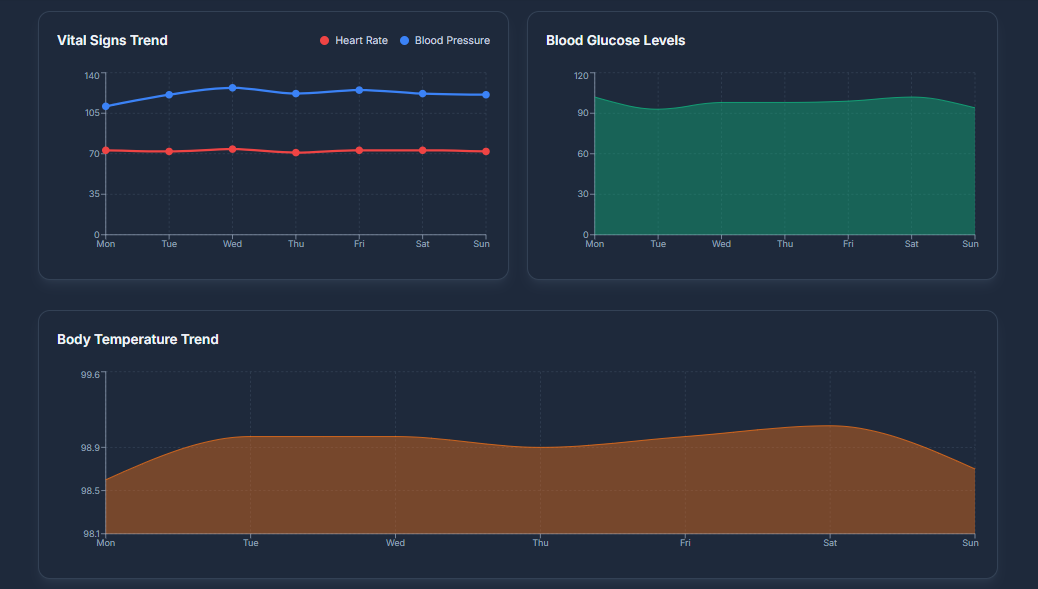 Vital Signs Trend
Heart Rate
Blood Pressure
140
105
70
35
0
Mon Tue Wed Thu Fri Sat Sun
Blood Glucose Levels
120
90
60
30
0
Mon Tue Wed Thu Fri Sat Sun
Body Temperature Trend
99.6
98.9
98.5
98.1
Mon Tue Wed Thu Fri Sat Sun